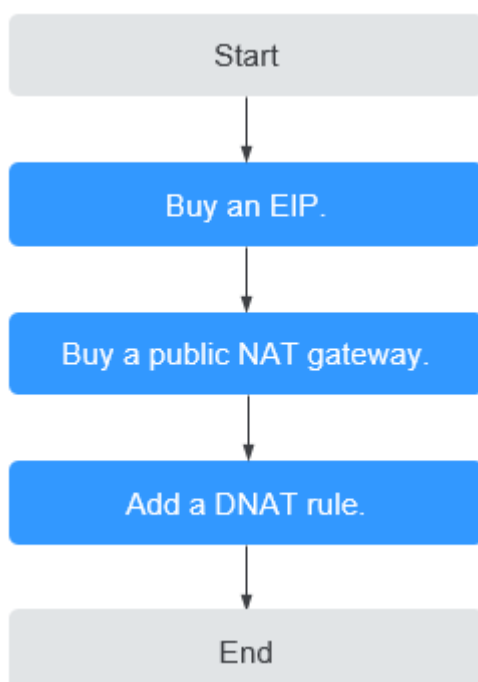 Start
Buy an EIP.
Buy a public NAT gateway.
Add a DNAT rule.
End